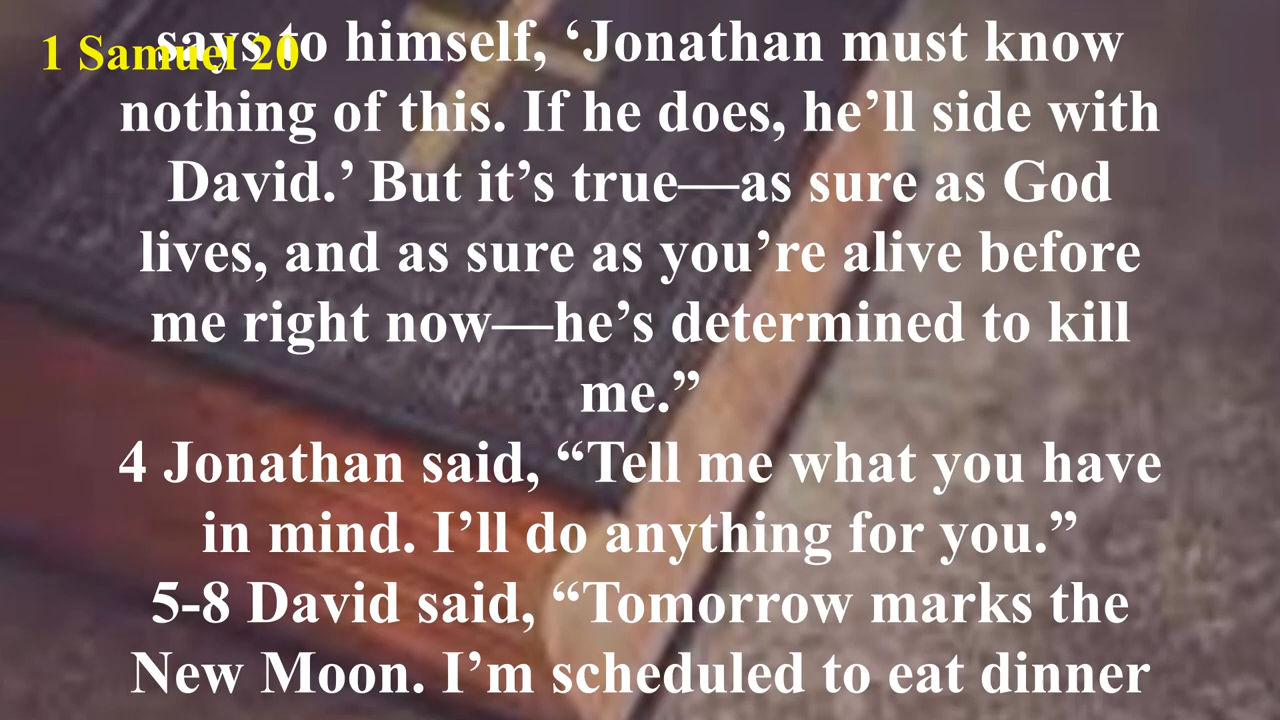 1 Samuel 20
says to himself, ‘Jonathan must know
nothing of this. If he does, he’ll side with
David.’ But it’s true—as sure as God
lives, and as sure as you’re alive before
me right now—he’s determined to kill
me.”
4 Jonathan said, “Tell me what you have
in mind. I’ll do anything for you.”
5-8 David said, “Tomorrow marks the
New Moon. I’m scheduled to eat dinner